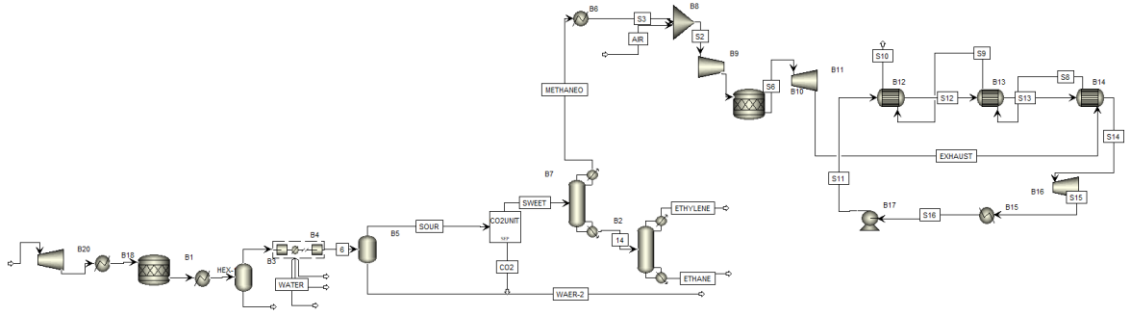 B6
S3
B8
AIR
S2
B9
METHANEO
S6
B10
B11
S10
B12
S9
S12
B13
S13
S8
B14
S14
EXHAUST
S11
B17
S16
B15
S15
B16
B7
SWEET
B2
14
ETHYLENE
ETHANE
SOUR
CO2UNIT
CO2
WAER-2
B5
6
B4
B3
WATER
HEX-
B1
B18
B20